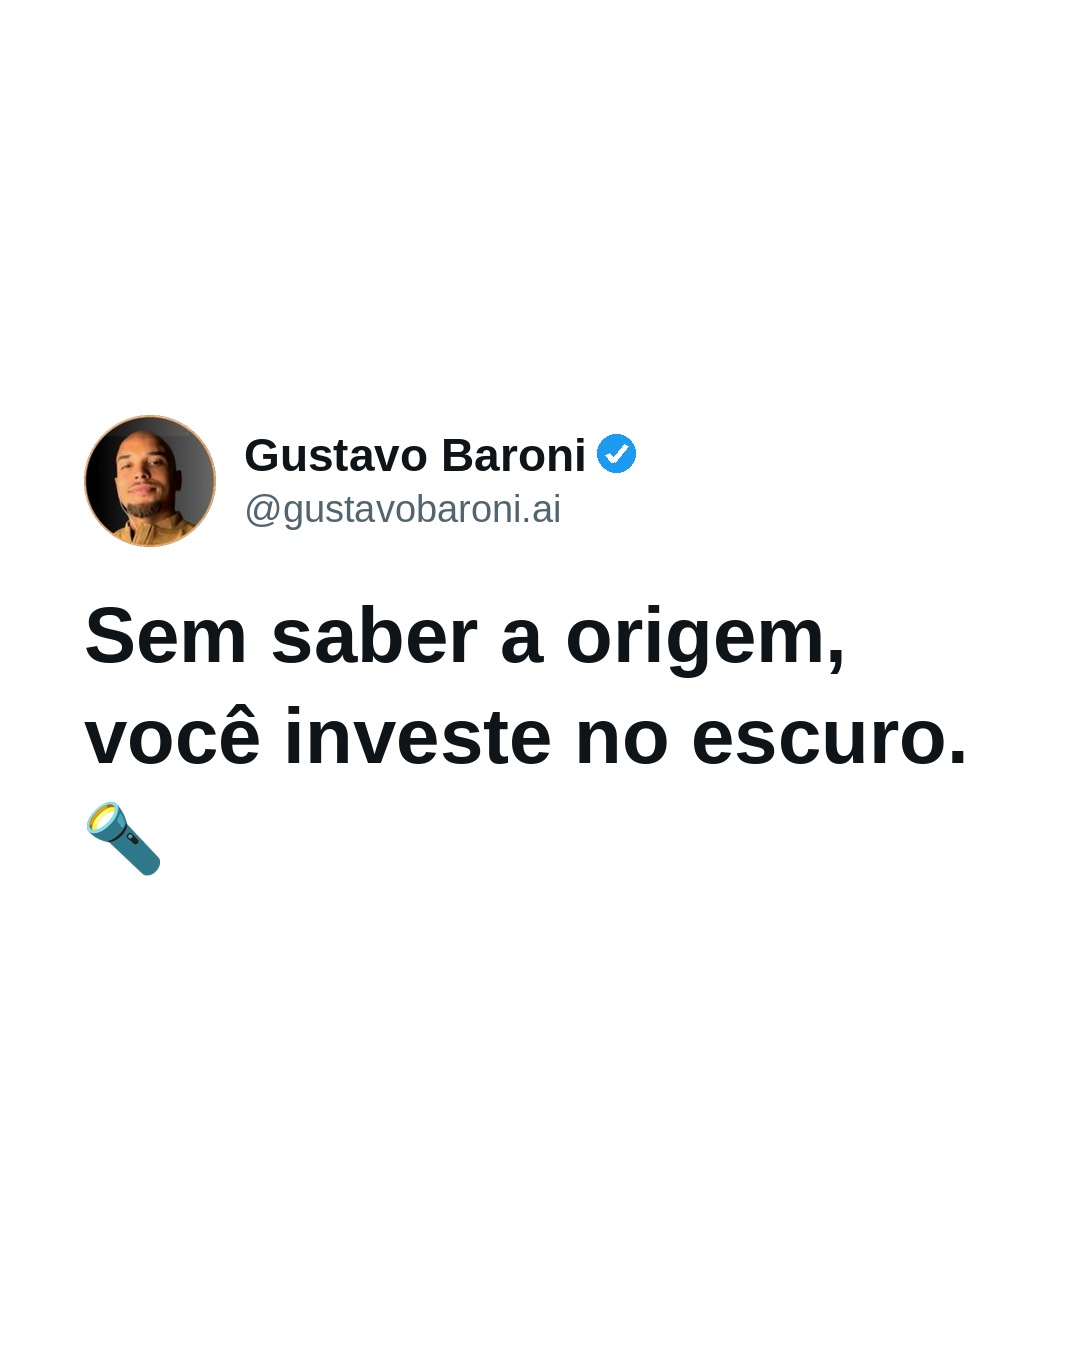 Gustavo Baroni
@gustavobaroni.ai
Sem saber a origem,
você investe no escuro.
🔦